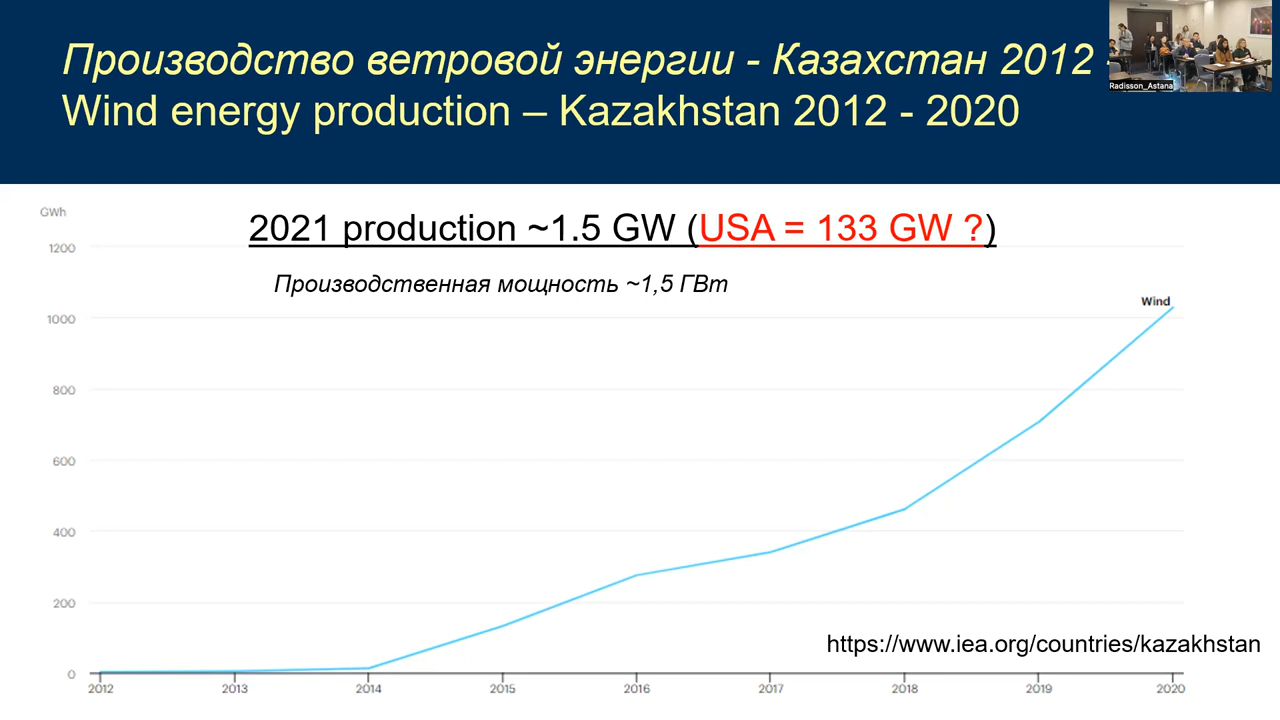 Производство ветровой энергии - Казахстан 2012 -
Wind energy production – Kazakhstan 2012 - 2020
Radisson_Astana
GWh
2021 production ~1.5 GW (USA = 133 GW ?)
1200
Производственная мощность ~1,5 ГВт
Wind
1000
800
600
400
200
https://www.iea.org/countries/kazakhstan
0
2012 2013 2014 2015 2016 2017 2018 2019 2020